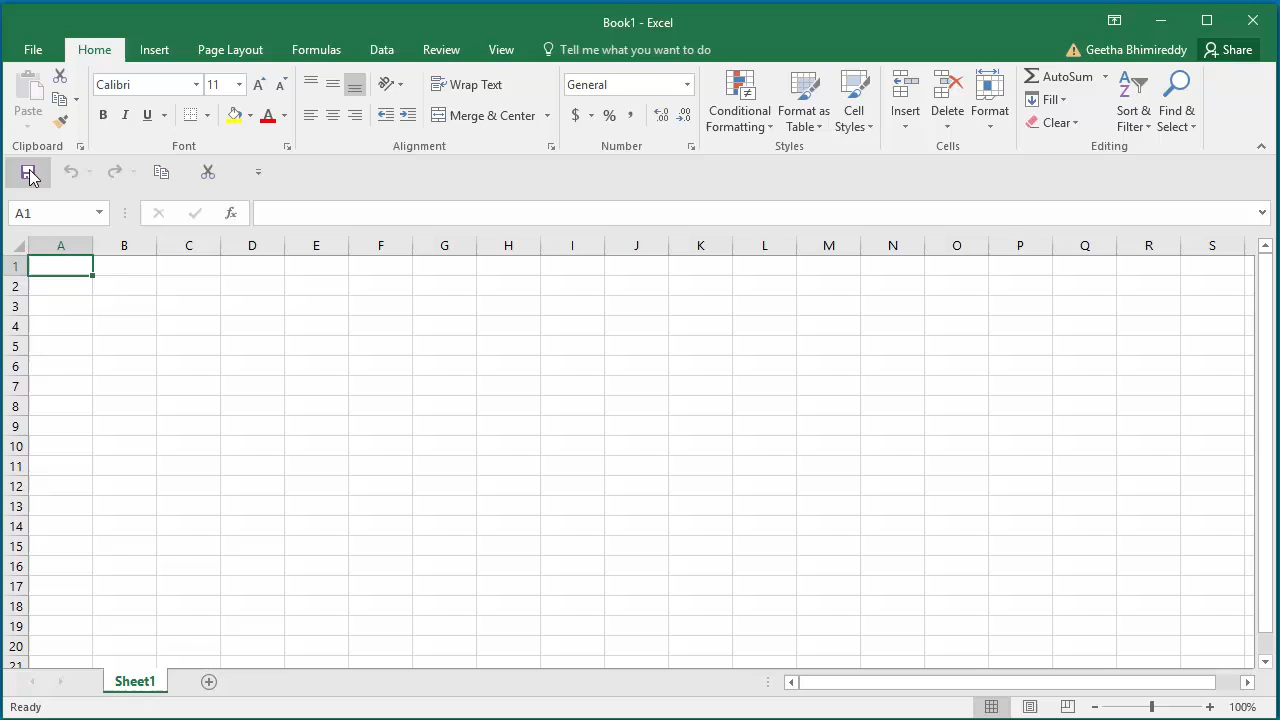 Book1 - Excel
File Home Insert Page Layout Formulas Data Review View Tell me what you want to do Geetha Bhimireddy Share
Paste
Clipboard
Calibri 11
B I U
Font
Wrap Text
Merge & Center
Alignment
General
$ % ,
Number
Conditional Formatting
Format as Table
Cell Styles
Styles
Insert Delete Format
Cells
AutoSum
Fill
Clear
Sort & Filter
Find & Select
Editing
A1 fx
A B C D E F G H I J K L M N O P Q R S
1
2
3
4
5
6
7
8
9
10
11
12
13
14
15
16
17
18
19
20
21
Sheet1
Ready 100%